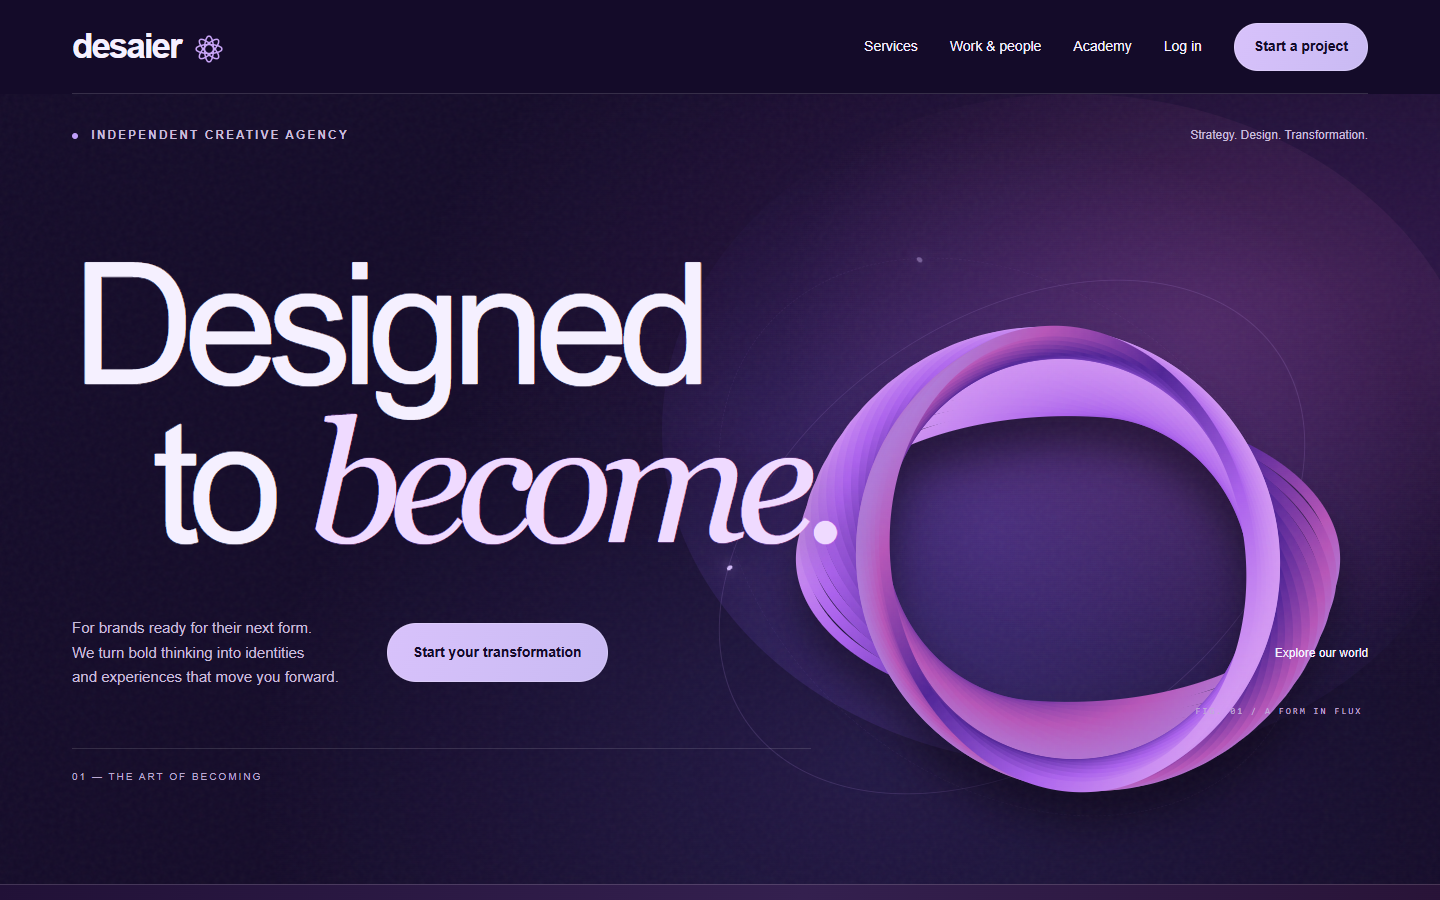 desaier
Services
Work & people
Academy
Log in
Start a project
INDEPENDENT CREATIVE AGENCY
Strategy. Design. Transformation.
Designed
to become.
For brands ready for their next form.
We turn bold thinking into identities
and experiences that move you forward.
Start your transformation
Explore our world
01 / A FORM IN FLUX
01 — THE ART OF BECOMING